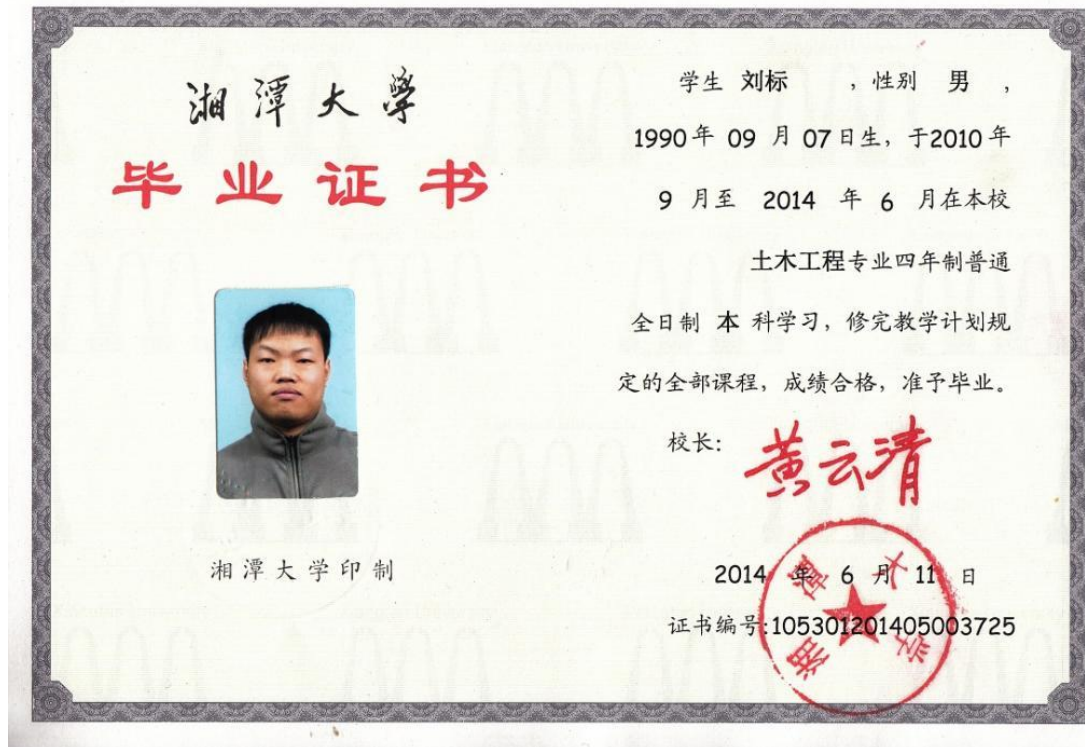 湘潭大學
毕业证书
湘潭大学印制
学生 刘标 ，性别 男 ，
1990年 09 月 07日生，于2010年
9 月至 2014 年 6 月在本校
土木工程专业四年制普通
全日制 本 科学习，修完教学计划规
定的全部课程，成绩合格，准予毕业。
校长：黄云清
2014 年 6 月 11 日
证书编号:105301201405003725
湘潭大学